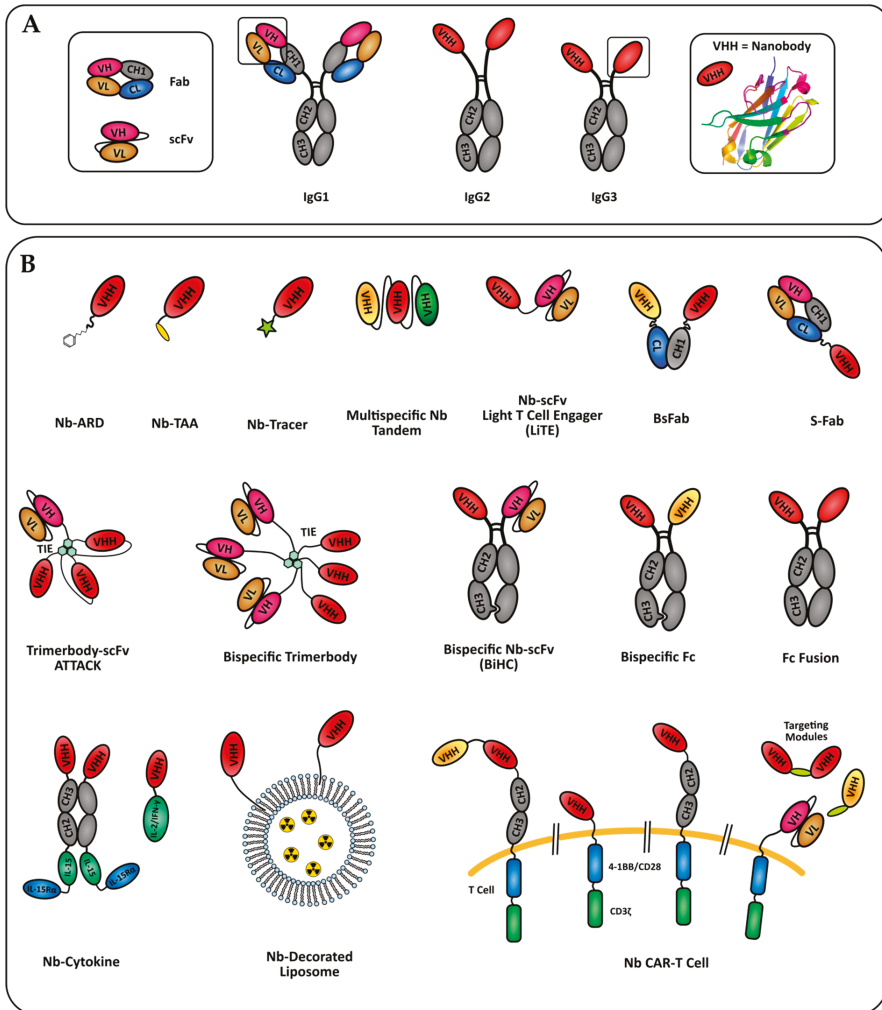 A
VH
CH1
VL
CL
Fab
VH
VL
scFv
VH
VL
CH1
CL
CH2
CH3
IgG1
VHH
CH2
CH3
IgG2
VHH
CH2
CH3
IgG3
VHH = Nanobody
VHH
B
VHH
Nb-ARD
VHH
Nb-TAA
VHH
Nb-Tracer
VHH
VHH
VHH
Multispecific Nb
Tandem
VHH
VH
VL
Nb-scFv
Light T Cell Engager
(LiTE)
VHH
VHH
CL
CH1
BsFab
VH
VL
CH1
CL
VHH
S-Fab
VH
VL
TIE
VHH
VHH
VHH
Trimerbody-scFv
ATTACK
VH
VL
VH
VL
VL
VH
TIE
VHH
VHH
VHH
Bispecific Trimerbody
VHH
VH
VL
CH2
CH3
Bispecific Nb-scFv
(BiHC)
VHH
VHH
CH2
CH3
Bispecific Fc
VHH
CH2
CH3
Fc Fusion
VHH
VHH
CH3
CH2
IL-15
IL-15
IL-15Rα
IL-15Rα
VHH
IL-2/IFN-γ
Nb-Cytokine
VHH
VHH
Nb-Decorated
Liposome
VHH
VHH
CH2
CH3
T Cell
VHH
4-1BB/CD28
CD3ζ
VHH
CH2
CH3
Targeting
Modules
VHH
VHH
VHH
VH
VL
Nb CAR-T Cell